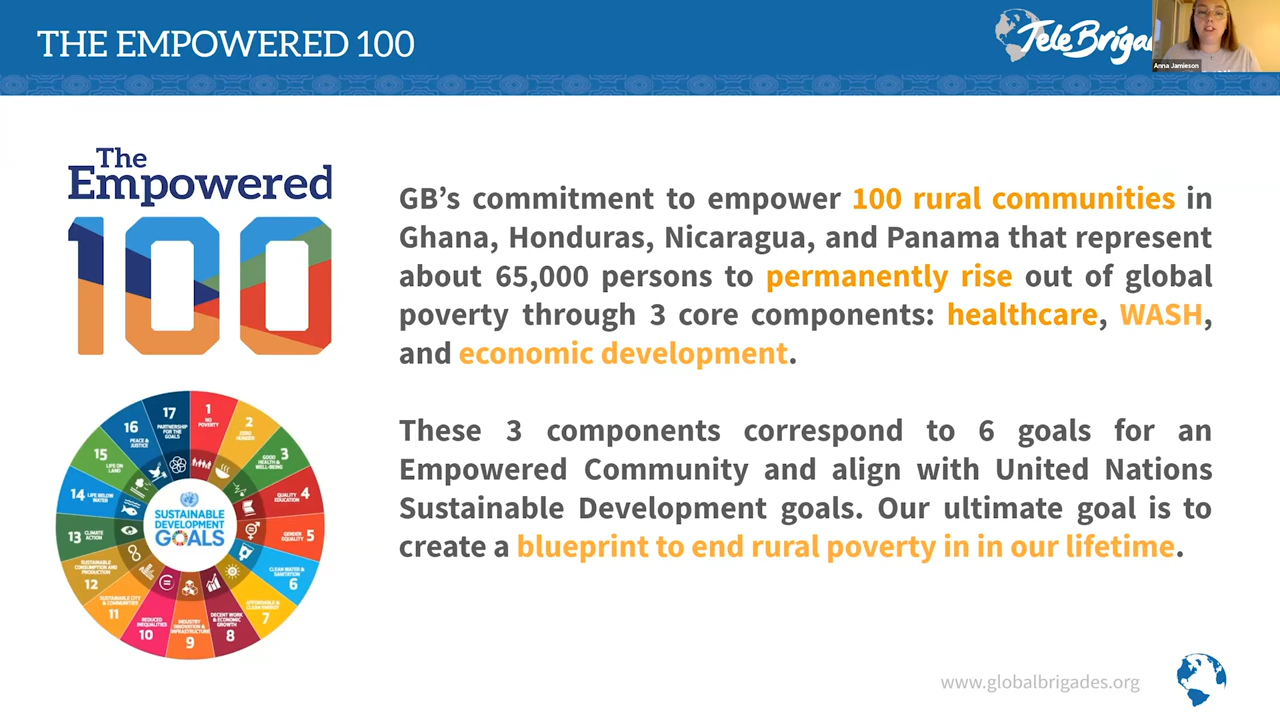 THE EMPOWERED 100
TeleBrigad
Anna Jamieson
The
Empowered
100
GB’s commitment to empower 100 rural communities in
Ghana, Honduras, Nicaragua, and Panama that represent
about 65,000 persons to permanently rise out of global
poverty through 3 core components: healthcare, WASH,
and economic development.
These 3 components correspond to 6 goals for an
Empowered Community and align with United Nations
Sustainable Development goals. Our ultimate goal is to
create a blueprint to end rural poverty in in our lifetime.
SUSTAINABLE
DEVELOPMENT
GOALS
1
NO
POVERTY
2
ZERO
HUNGER
3
GOOD
HEALTH &
WELL-BEING
4
QUALITY
EDUCATION
5
GENDER
EQUALITY
6
CLEAN WATER &
SANITATION
7
AFFORDABLE &
CLEAN ENERGY
8
DECENT WORK
& ECONOMIC
GROWTH
9
INDUSTRY
INNOVATION &
INFRASTRUCTURE
10
REDUCED
INEQUALITIES
11
SUSTAINABLE CITY
& COMMUNITIES
12
SUSTAINABLE
CONSUMPTION AND
PRODUCTION
13
CLIMATE
ACTION
14
LIFE BELOW
WATER
15
LIFE ON
LAND
16
PEACE &
JUSTICE
17
PARTNERSHIP
FOR THE
GOALS
www.globalbrigades.org